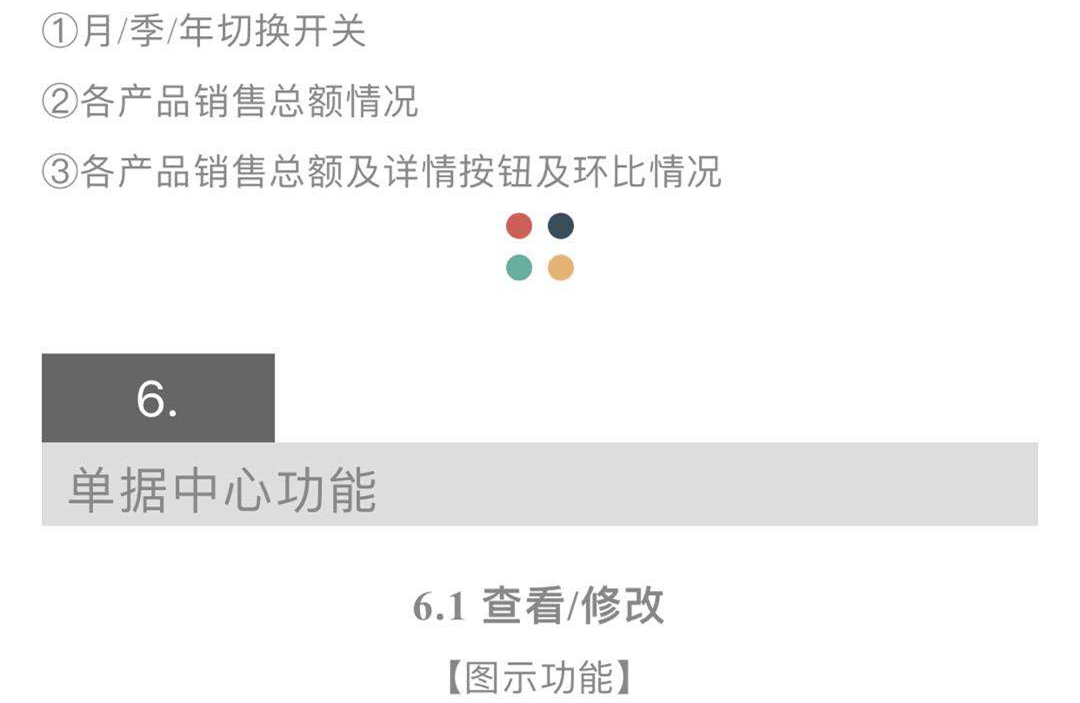 ①月/季/年切换开关
②各产品销售总额情况
③各产品销售总额及详情按钮及环比情况
6.
单据中心功能
6.1 查看/修改
【图示功能】